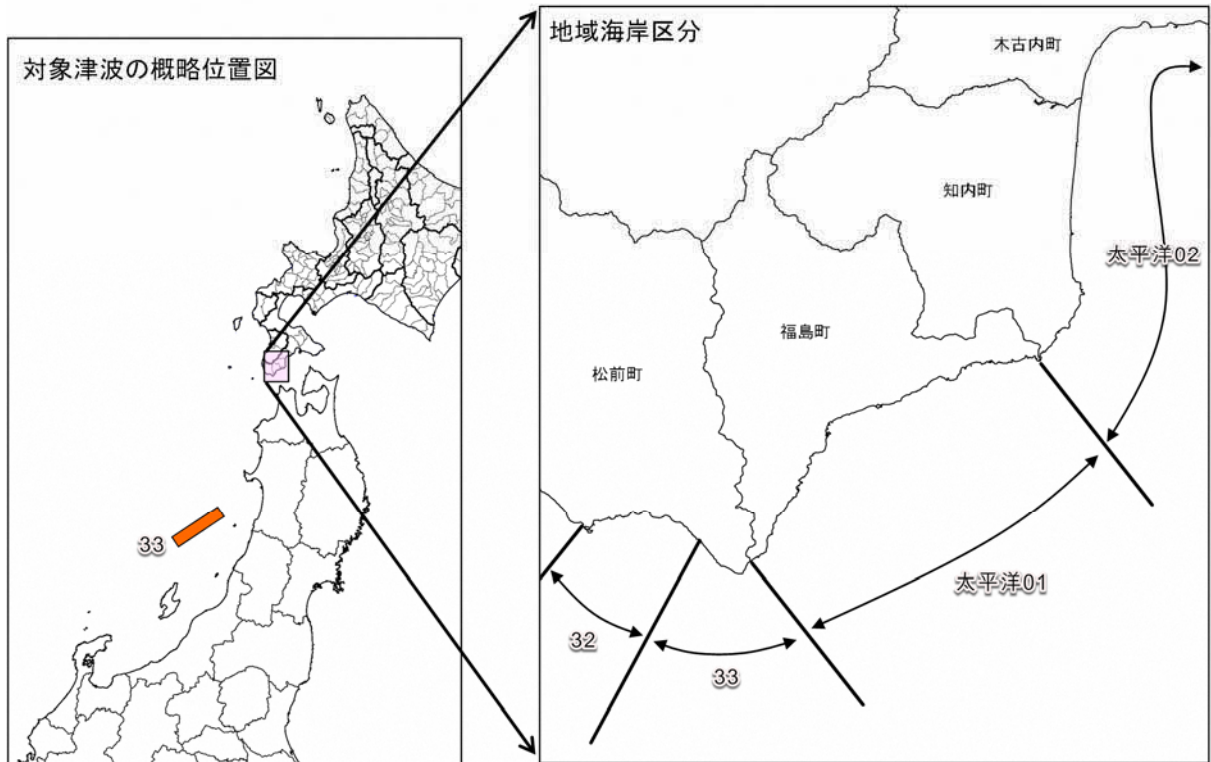 対象津波の概略位置図
33
地域海岸区分
木古内町
知内町
太平洋02
福島町
松前町
太平洋01
32
33